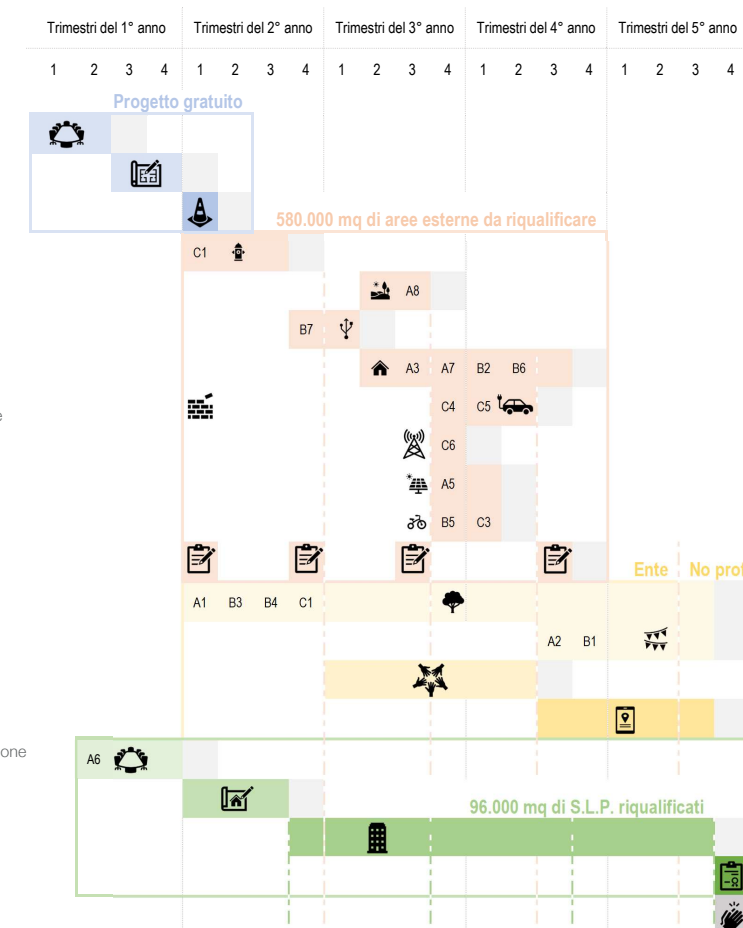 Trimestri del 1° anno Trimestri del 2° anno Trimestri del 3° anno Trimestri del 4° anno Trimestri del 5° anno
1 2 3 4 1 2 3 4 1 2 3 4 1 2 3 4 1 2 3 4
Progetto gratuito
580.000 mq di aree esterne da riqualificare
C1
A8
B7
A3 A7 B2 B6
e
C4 C5
C6
A5
B5 C3
Ente No prof
A1 B3 B4 C1
A2 B1
one
A6
96.000 mq di S.L.P. riqualificati